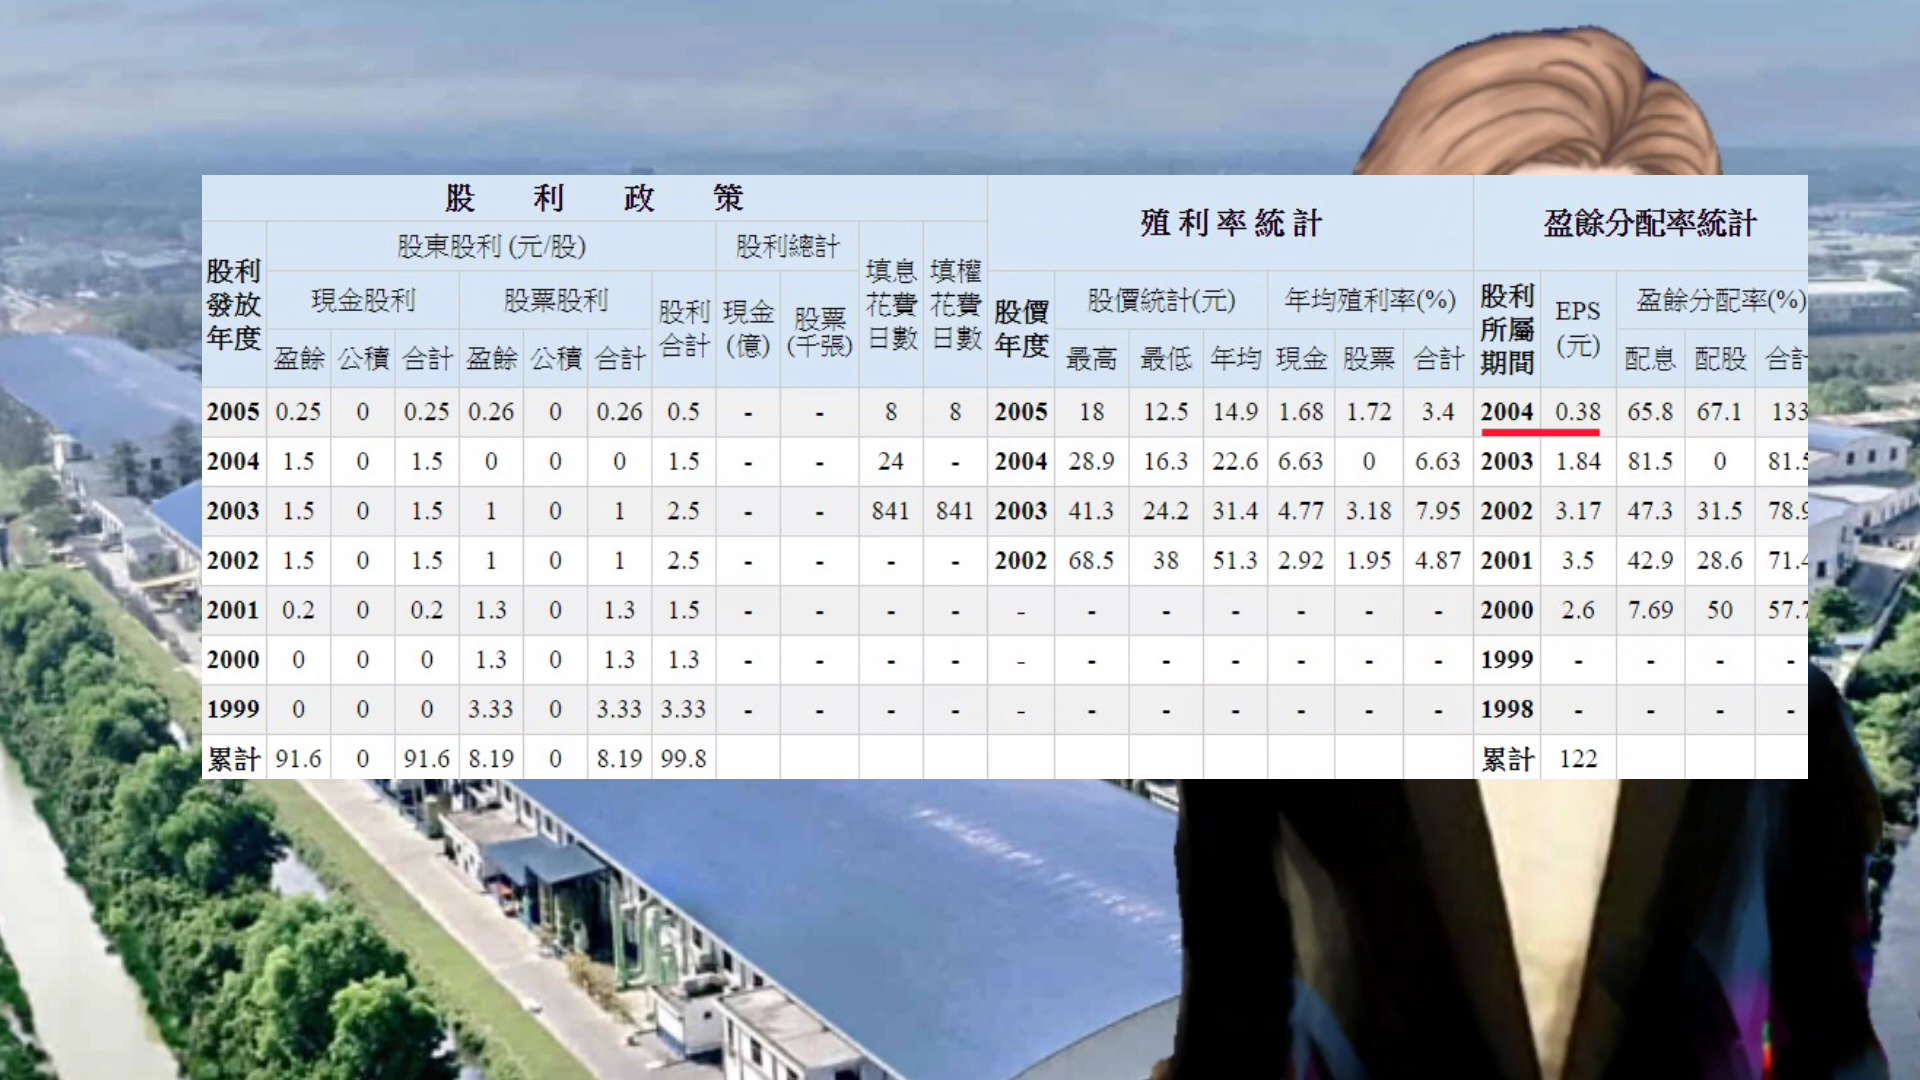 股 利 政 策 殖 利 率 統 計 盈餘分配率統計
股利發放年度 股東股利 (元/股) 股利總計 填息花費日數 填權花費日數 股價年度 股價統計(元) 年均殖利率(%) 股利所屬期間 EPS(元) 盈餘分配率(%)
現金股利 股票股利 股利合計 現金(億) 股票(千張)
盈餘 公積 合計 盈餘 公積 合計 最高 最低 年均 現金 股票 合計 配息 配股 合計
2005 0.25 0 0.25 0.26 0 0.26 0.5 - - 8 8 2005 18 12.5 14.9 1.68 1.72 3.4 2004 0.38 65.8 67.1 133
2004 1.5 0 1.5 0 0 0 1.5 - - 24 - 2004 28.9 16.3 22.6 6.63 0 6.63 2003 1.84 81.5 0 81.5
2003 1.5 0 1.5 1 0 1 2.5 - - 841 841 2003 41.3 24.2 31.4 4.77 3.18 7.95 2002 3.17 47.3 31.5 78.9
2002 1.5 0 1.5 1 0 1 2.5 - - - - 2002 68.5 38 51.3 2.92 1.95 4.87 2001 3.5 42.9 28.6 71.4
2001 0.2 0 0.2 1.3 0 1.3 1.5 - - - - - - - - - - - 2000 2.6 7.69 50 57.7
2000 0 0 0 1.3 0 1.3 1.3 - - - - - - - - - - - 1999 - - - -
1999 0 0 0 3.33 0 3.33 3.33 - - - - - - - - - - - 1998 - - - -
累計 91.6 0 91.6 8.19 0 8.19 99.8 累計 122